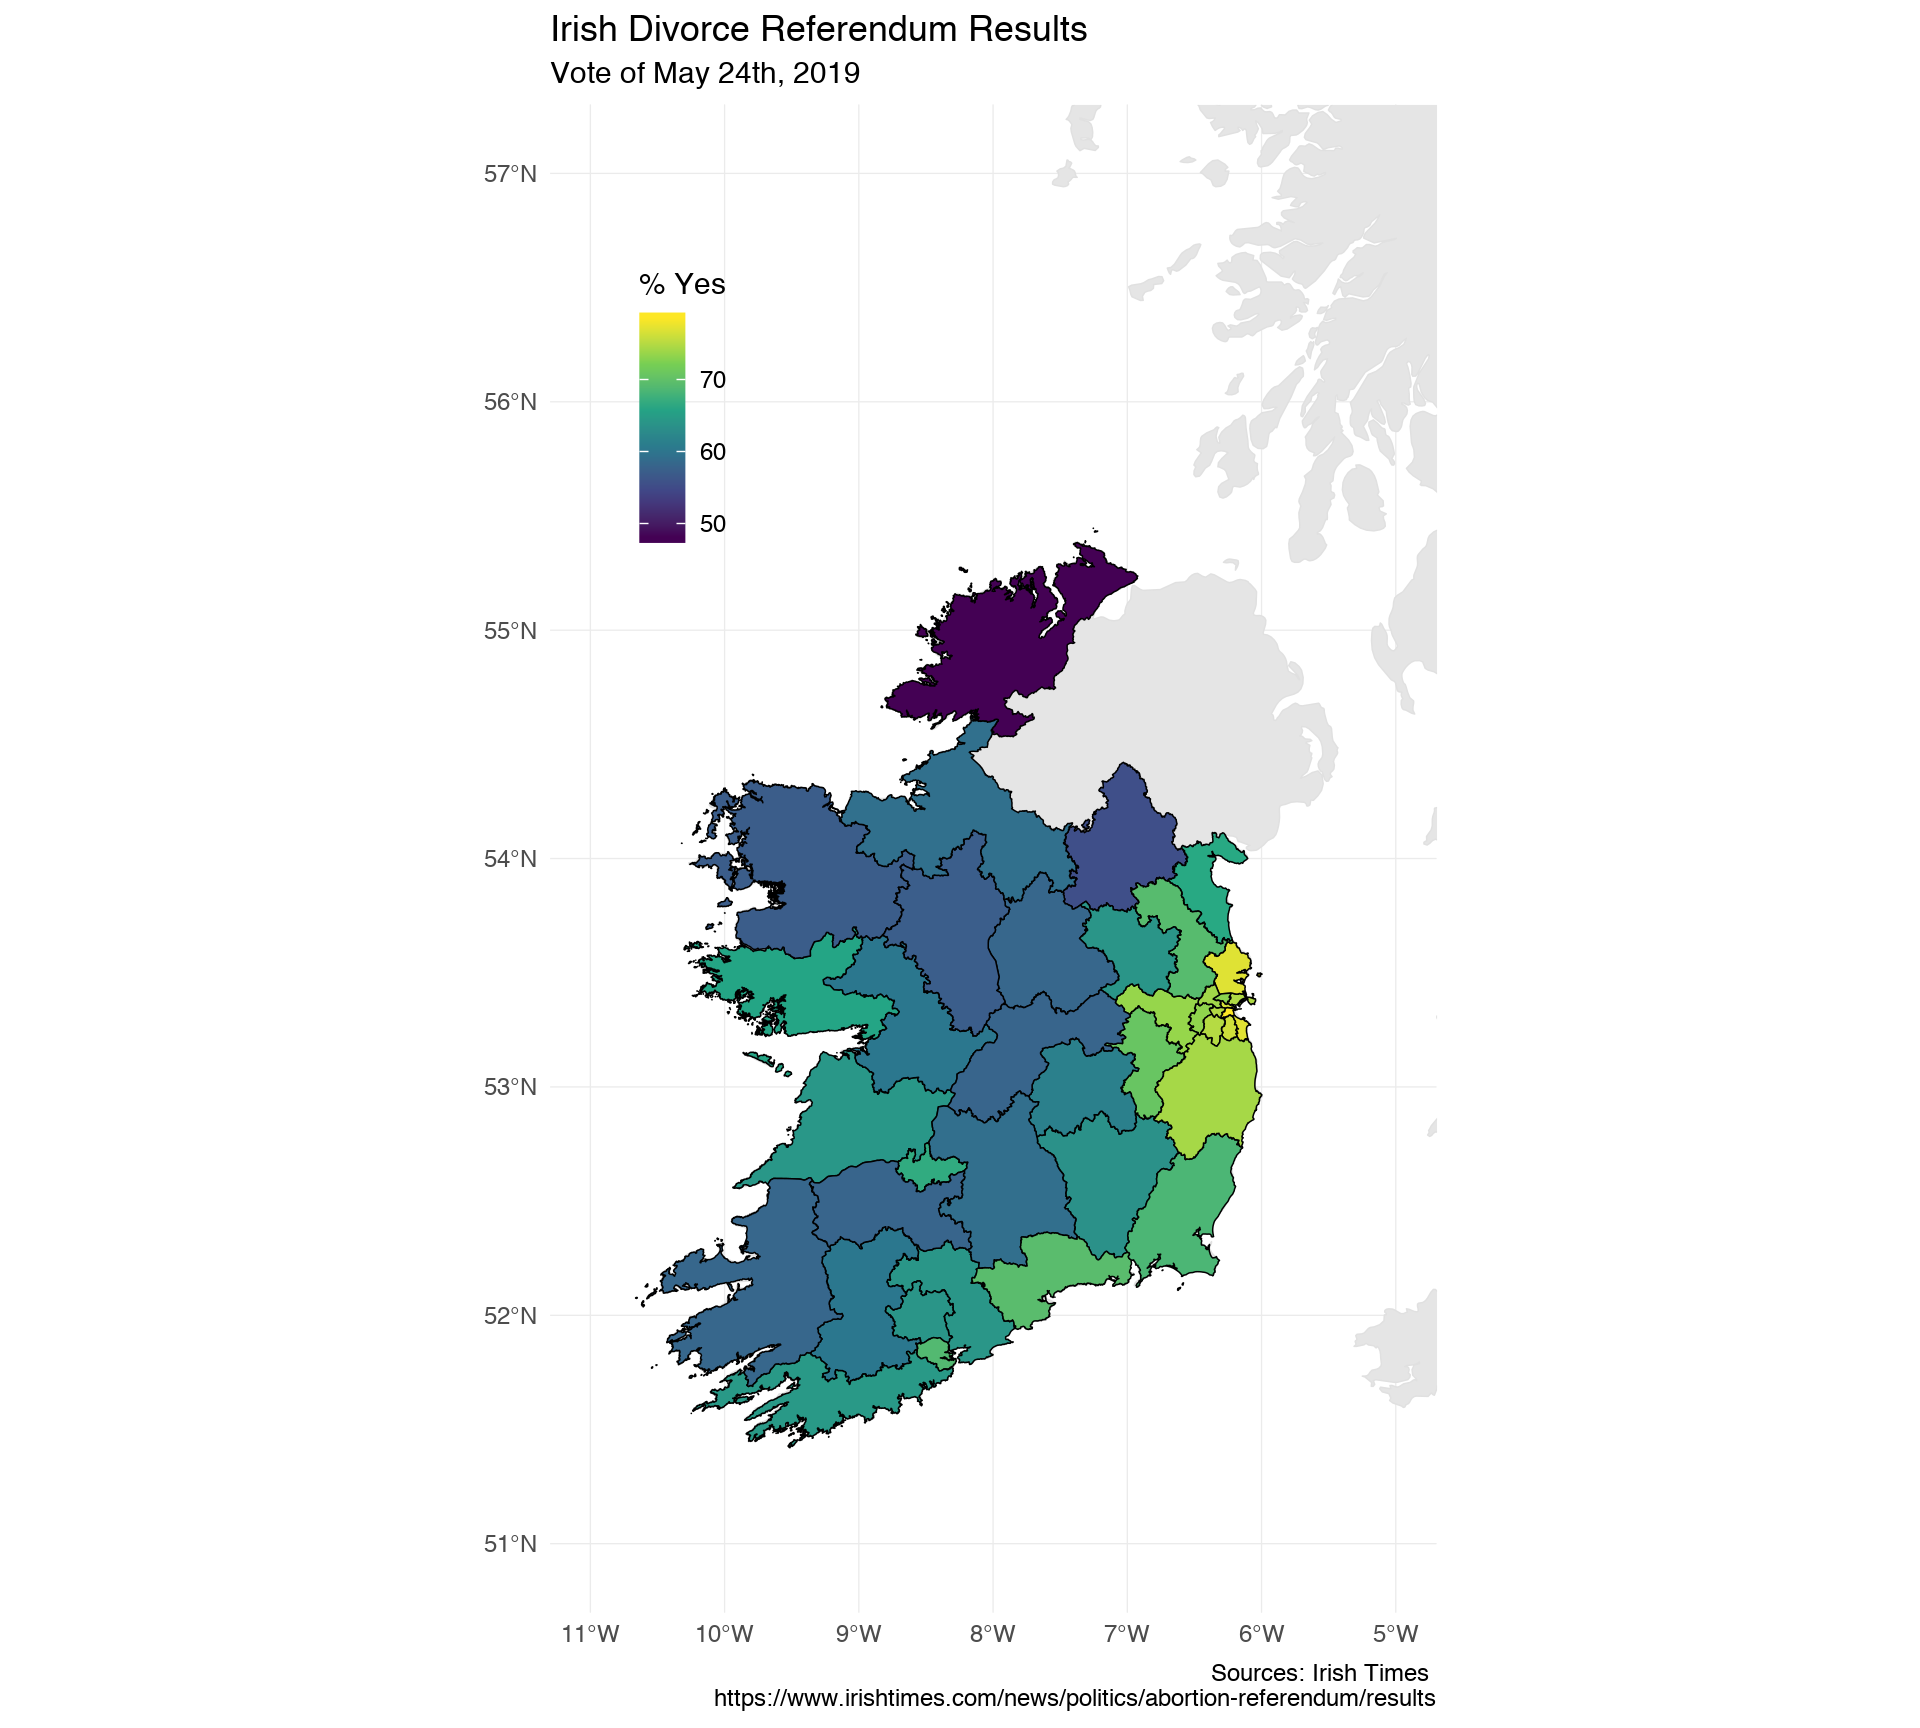 Irish Divorce Referendum Results
Vote of May 24th, 2019
57°N
% Yes
70
56°N
60
50
55°N
54°N
53°N
52°N
51°N
11°W 10°W 9°W 8°W 7°W 6°W 5°W
Sources: Irish Times
https://www.irishtimes.com/news/politics/abortion-referendum/results